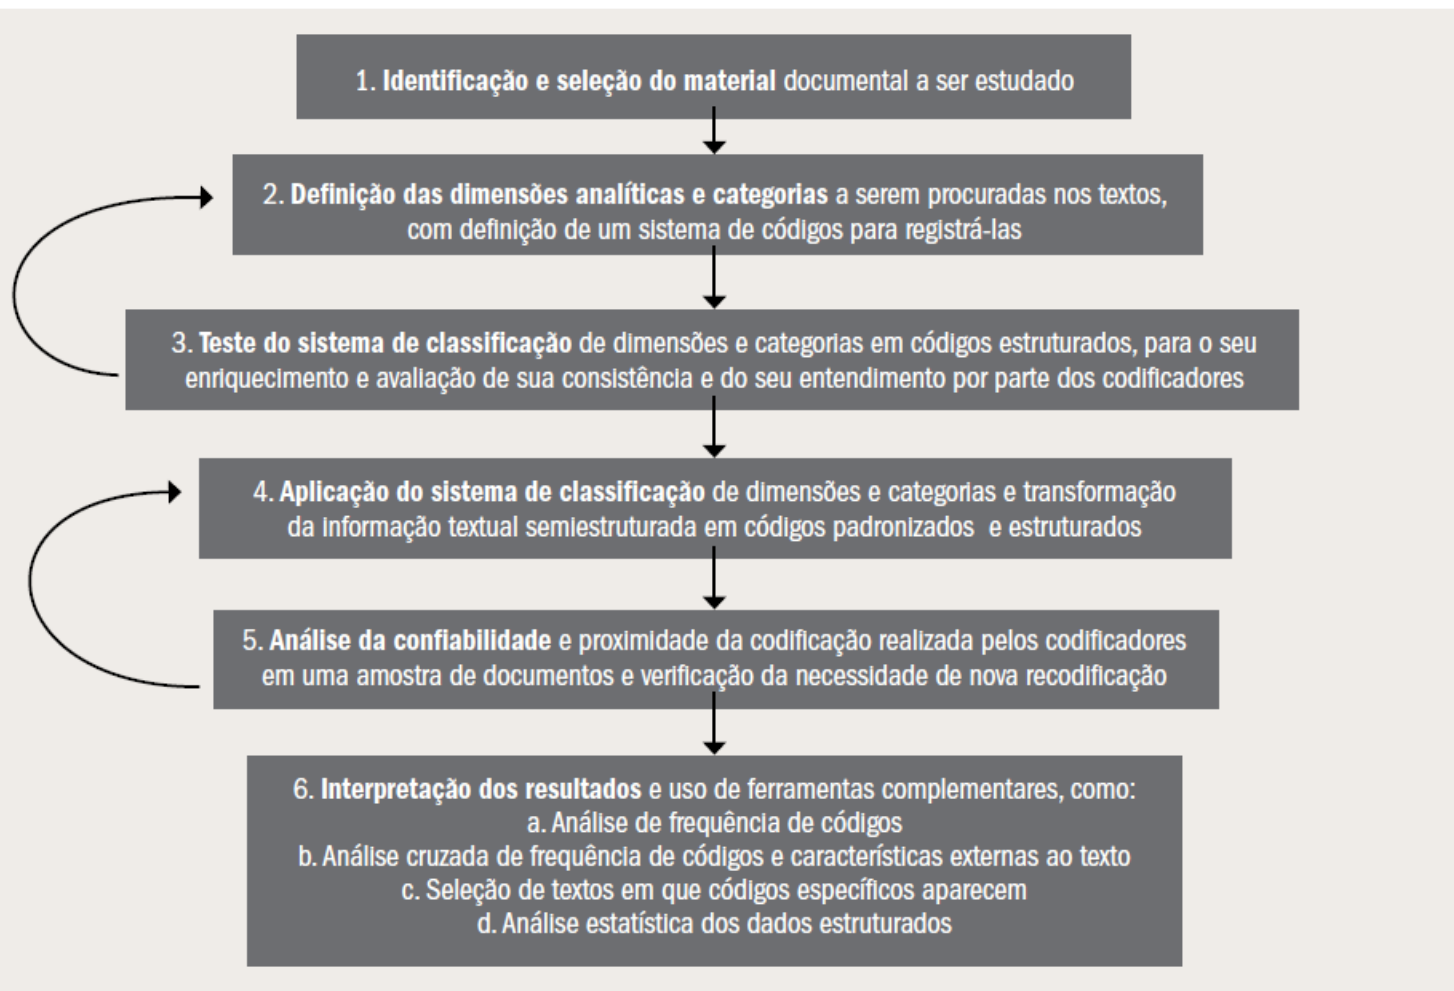 1. Identificação e seleção do material documental a ser estudado
2. Definição das dimensões analíticas e categorias a serem procuradas nos textos,
com definição de um sistema de códigos para registrá-las
3. Teste do sistema de classificação de dimensões e categorias em códigos estruturados, para o seu
enriquecimento e avaliação de sua consistência e do seu entendimento por parte dos codificadores
4. Aplicação do sistema de classificação de dimensões e categorias e transformação
da informação textual semiestruturada em códigos padronizados e estruturados
5. Análise da confiabilidade e proximidade da codificação realizada pelos codificadores
em uma amostra de documentos e verificação da necessidade de nova recodificação
6. Interpretação dos resultados e uso de ferramentas complementares, como:
a. Análise de frequência de códigos
b. Análise cruzada de frequência de códigos e características externas ao texto
c. Seleção de textos em que códigos específicos aparecem
d. Análise estatística dos dados estruturados